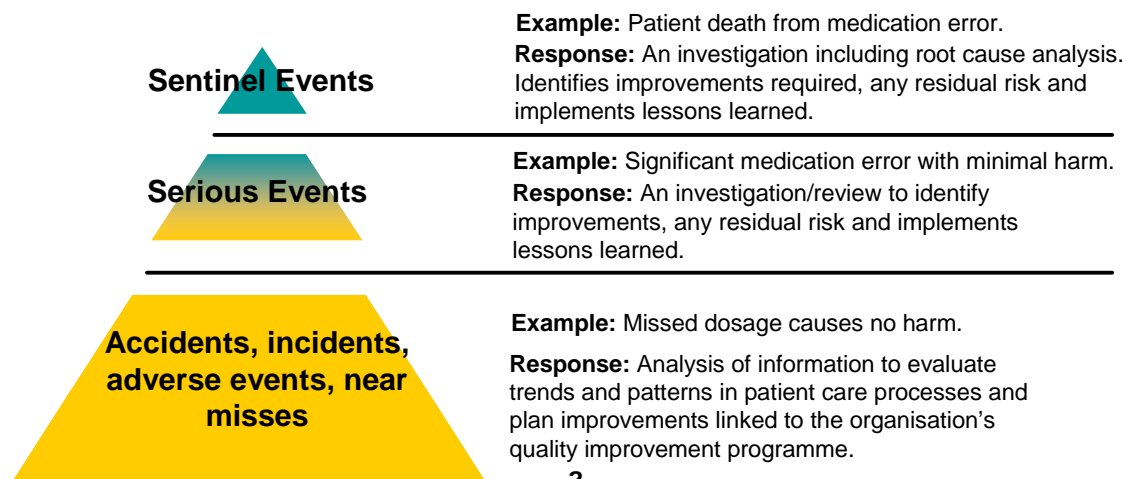 Sentinel Events
Example: Patient death from medication error.
Response: An investigation including root cause analysis.
Identifies improvements required, any residual risk and
implements lessons learned.
Serious Events
Example: Significant medication error with minimal harm.
Response: An investigation/review to identify
improvements, any residual risk and implements
lessons learned.
Accidents, incidents,
adverse events, near
misses
Example: Missed dosage causes no harm.
Response: Analysis of information to evaluate
trends and patterns in patient care processes and
plan improvements linked to the organisation's
quality improvement programme.